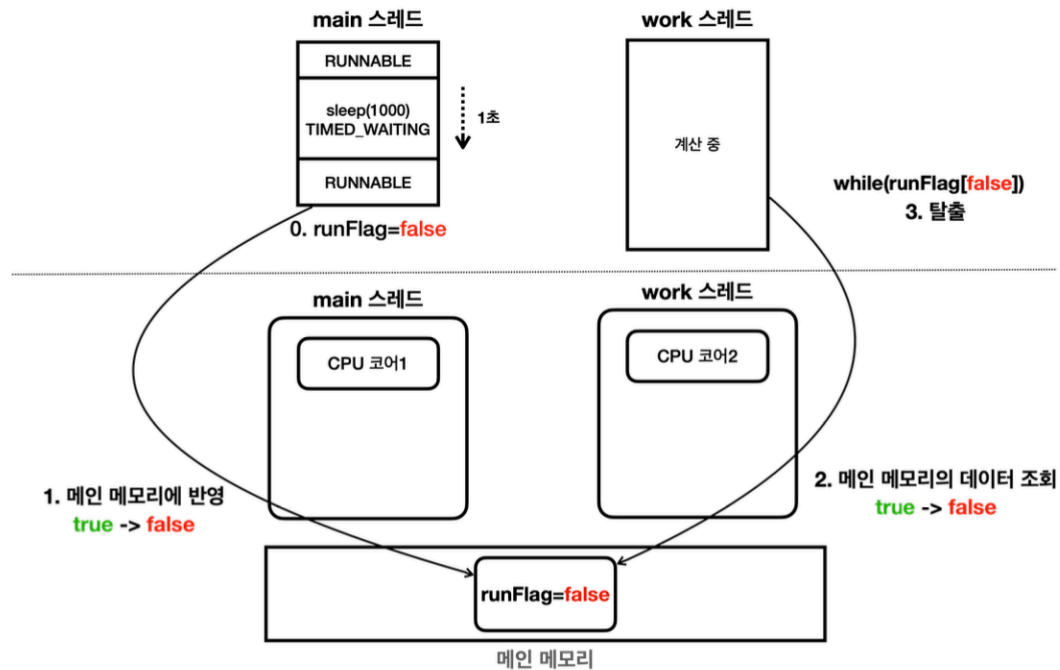 main 스레드
work 스레드
RUNNABLE
sleep(1000)
TIMED_WAITING
1초
RUNNABLE
계산 중
while(runFlag[false])
3. 탈출
0. runFlag=false
main 스레드
work 스레드
CPU 코어1
CPU 코어2
1. 메인 메모리에 반영
true -> false
2. 메인 메모리의 데이터 조회
true -> false
runFlag=false
메인 메모리